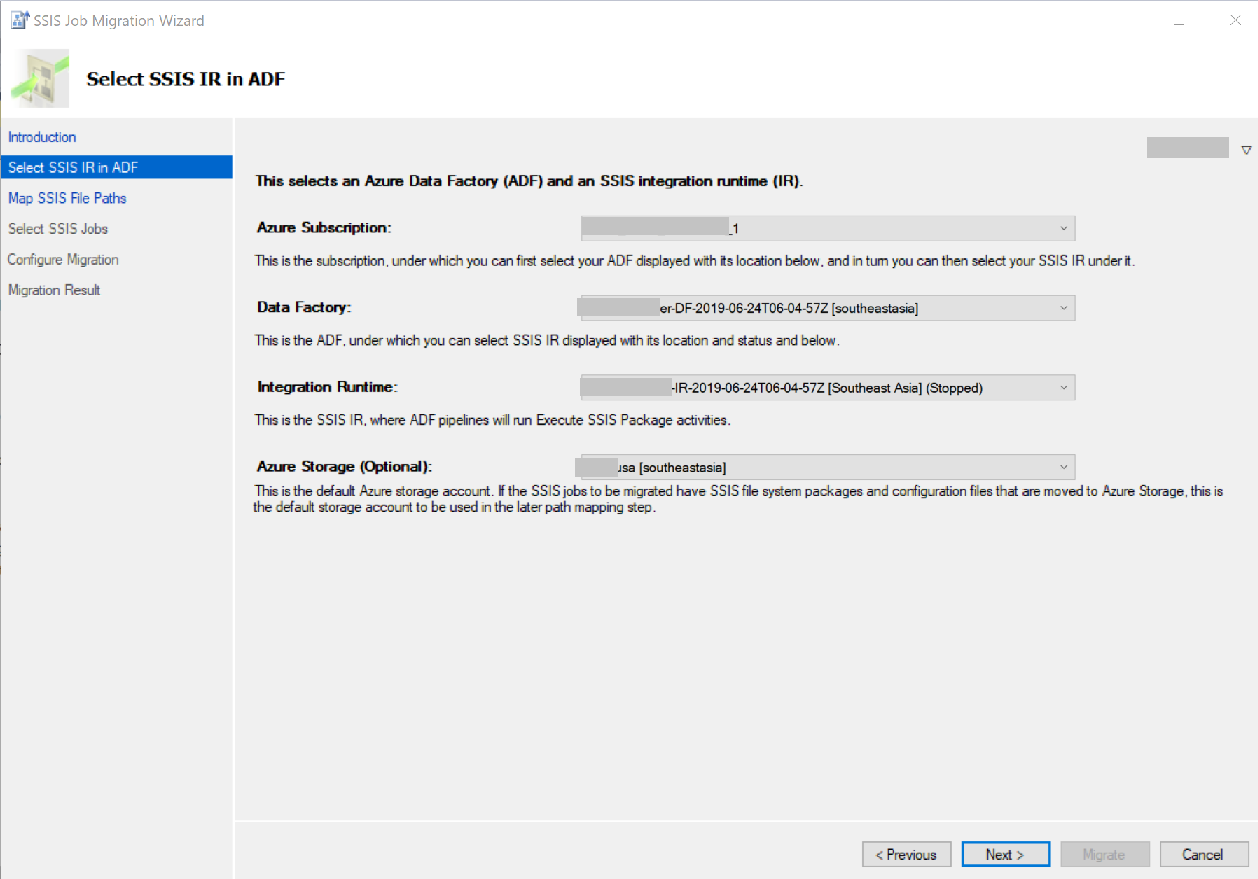 SSIS Job Migration Wizard
Select SSIS IR in ADF
Introduction
Select SSIS IR in ADF
Map SSIS File Paths
Select SSIS Jobs
Configure Migration
Migration Result
This selects an Azure Data Factory (ADF) and an SSIS integration runtime (IR).
Azure Subscription: _1
This is the subscription, under which you can first select your ADF displayed with its location below, and in turn you can then select your SSIS IR under it.
Data Factory: er-DF-2019-06-24T06-04-57Z [southeastasia]
This is the ADF, under which you can select SSIS IR displayed with its location and status and below.
Integration Runtime: -IR-2019-06-24T06-04-57Z [Southeast Asia] (Stopped)
This is the SSIS IR, where ADF pipelines will run Execute SSIS Package activities.
Azure Storage (Optional): usa [southeastasia]
This is the default Azure storage account. If the SSIS jobs to be migrated have SSIS file system packages and configuration files that are moved to Azure Storage, this is
the default storage account to be used in the later path mapping step.
< Previous Next > Migrate Cancel